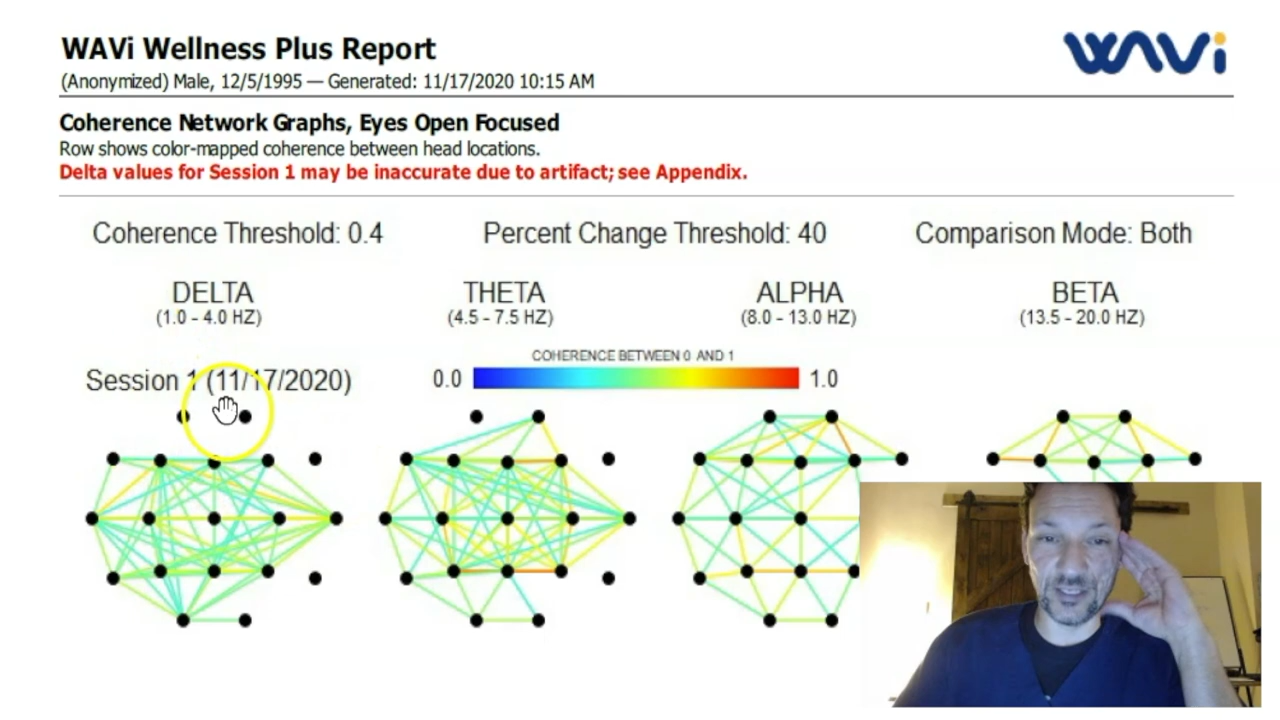 WAVi Wellness Plus Report
WAVi
(Anonymized) Male, 12/5/1995 — Generated: 11/17/2020 10:15 AM
Coherence Network Graphs, Eyes Open Focused
Row shows color-mapped coherence between head locations.
Delta values for Session 1 may be inaccurate due to artifact; see Appendix.
Coherence Threshold: 0.4 Percent Change Threshold: 40 Comparison Mode: Both
DELTA THETA ALPHA BETA
(1.0 - 4.0 HZ) (4.5 - 7.5 HZ) (8.0 - 13.0 HZ) (13.5 - 20.0 HZ)
COHERENCE BETWEEN 0 AND 1
Session 1 (11/17/2020) 0.0 1.0